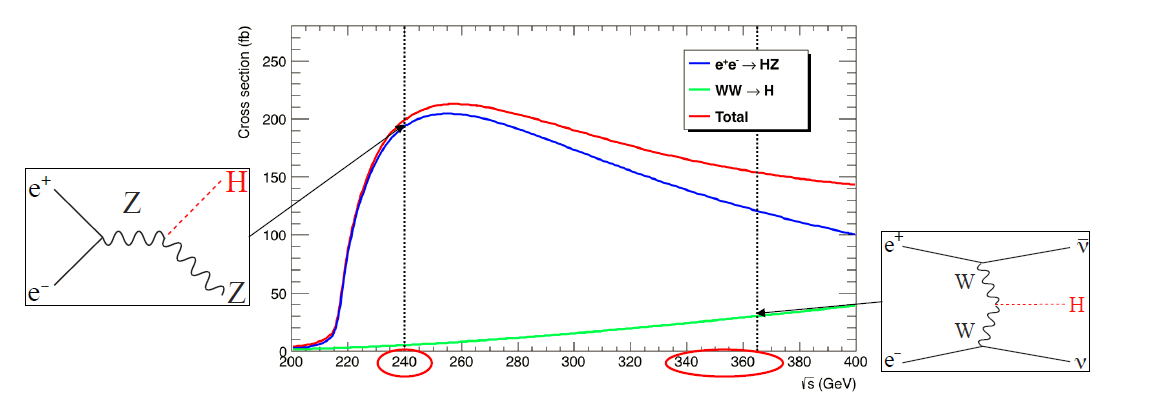 Cross section (fb)
250
200
150
100
50
0
200
220
240
260
280
300
320
340
360
380
400
√s (GeV)
e⁺e⁻ → HZ
WW → H
Total
e⁺
e⁻
Z
H
Z
e⁺
e⁻
W
W
H
ν̄
ν